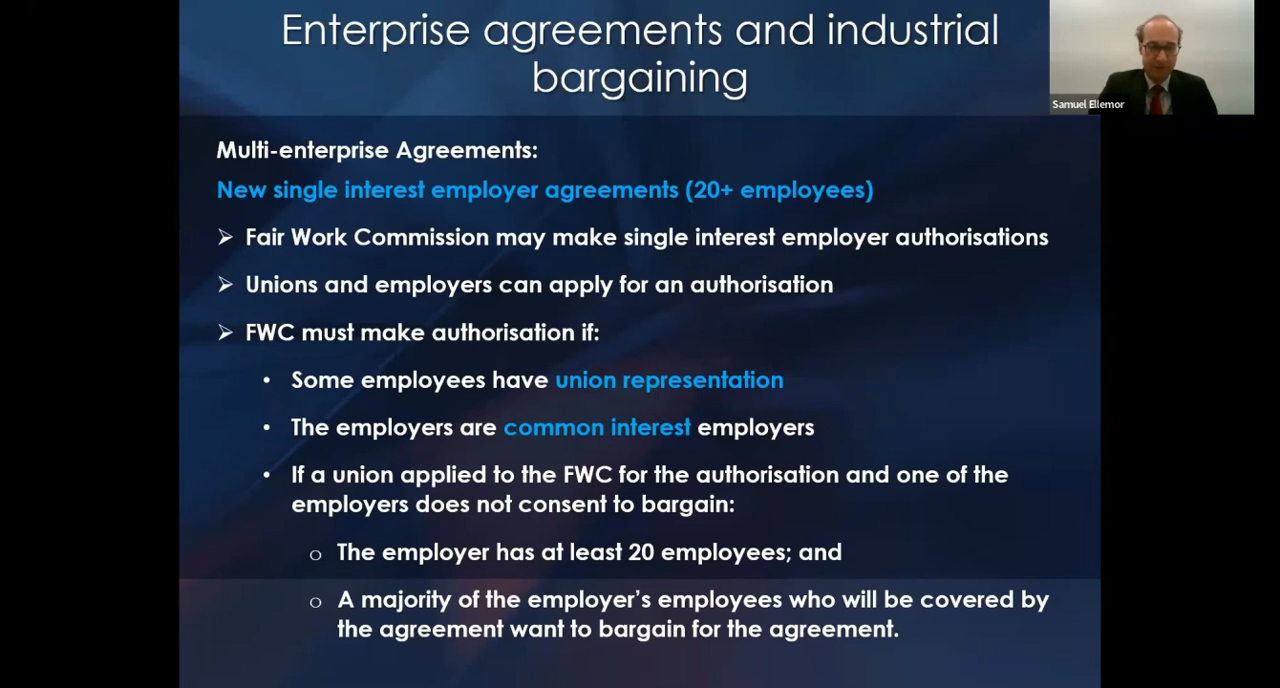 Enterprise agreements and industrial
bargaining
Samuel Ellemor
Multi-enterprise Agreements:
New single interest employer agreements (20+ employees)
➢ Fair Work Commission may make single interest employer authorisations
➢ Unions and employers can apply for an authorisation
➢ FWC must make authorisation if:
• Some employees have union representation
• The employers are common interest employers
• If a union applied to the FWC for the authorisation and one of the
employers does not consent to bargain:
o The employer has at least 20 employees; and
o A majority of the employer’s employees who will be covered by
the agreement want to bargain for the agreement.